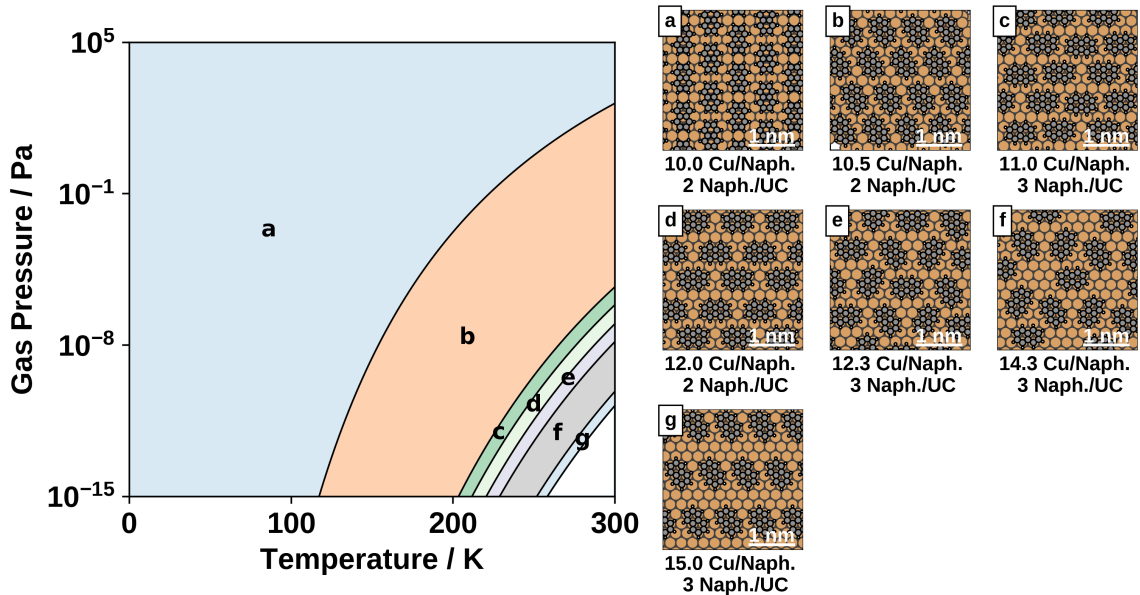 10⁵
10⁻¹
10⁻⁸
10⁻¹⁵
Gas Pressure / Pa
0
100
200
300
Temperature / K
a
b
c
d
e
f
g
a
1 nm
10.0 Cu/Naph.
2 Naph./UC
b
1 nm
10.5 Cu/Naph.
2 Naph./UC
c
1 nm
11.0 Cu/Naph.
3 Naph./UC
d
1 nm
12.0 Cu/Naph.
2 Naph./UC
e
1 nm
12.3 Cu/Naph.
3 Naph./UC
f
1 nm
14.3 Cu/Naph.
3 Naph./UC
g
1 nm
15.0 Cu/Naph.
3 Naph./UC